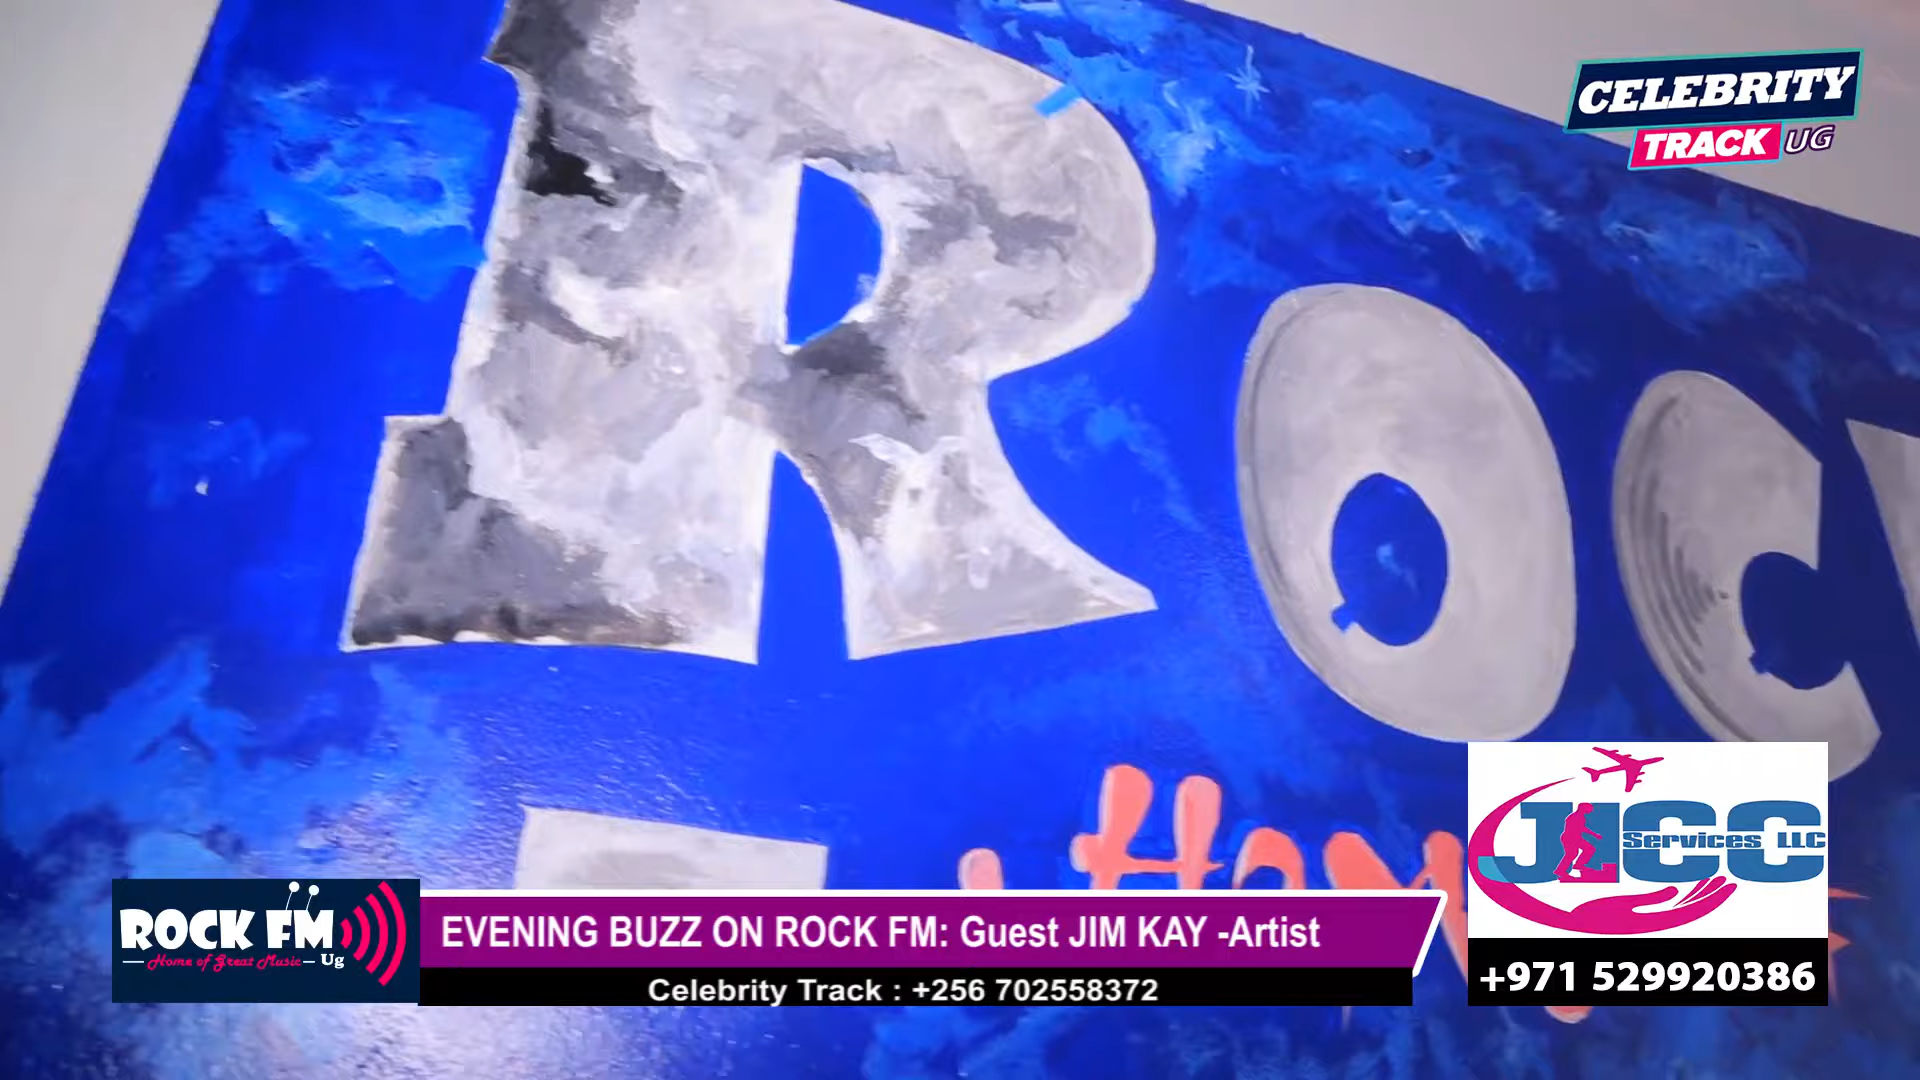 CELEBRITY
TRACK UG
ROC
Hom
JLCC
Services LLC
ROCK FM
Home of Great Music
Ug
EVENING BUZZ ON ROCK FM: Guest JIM KAY -Artist
Celebrity Track : +256 702558372
+971 529920386